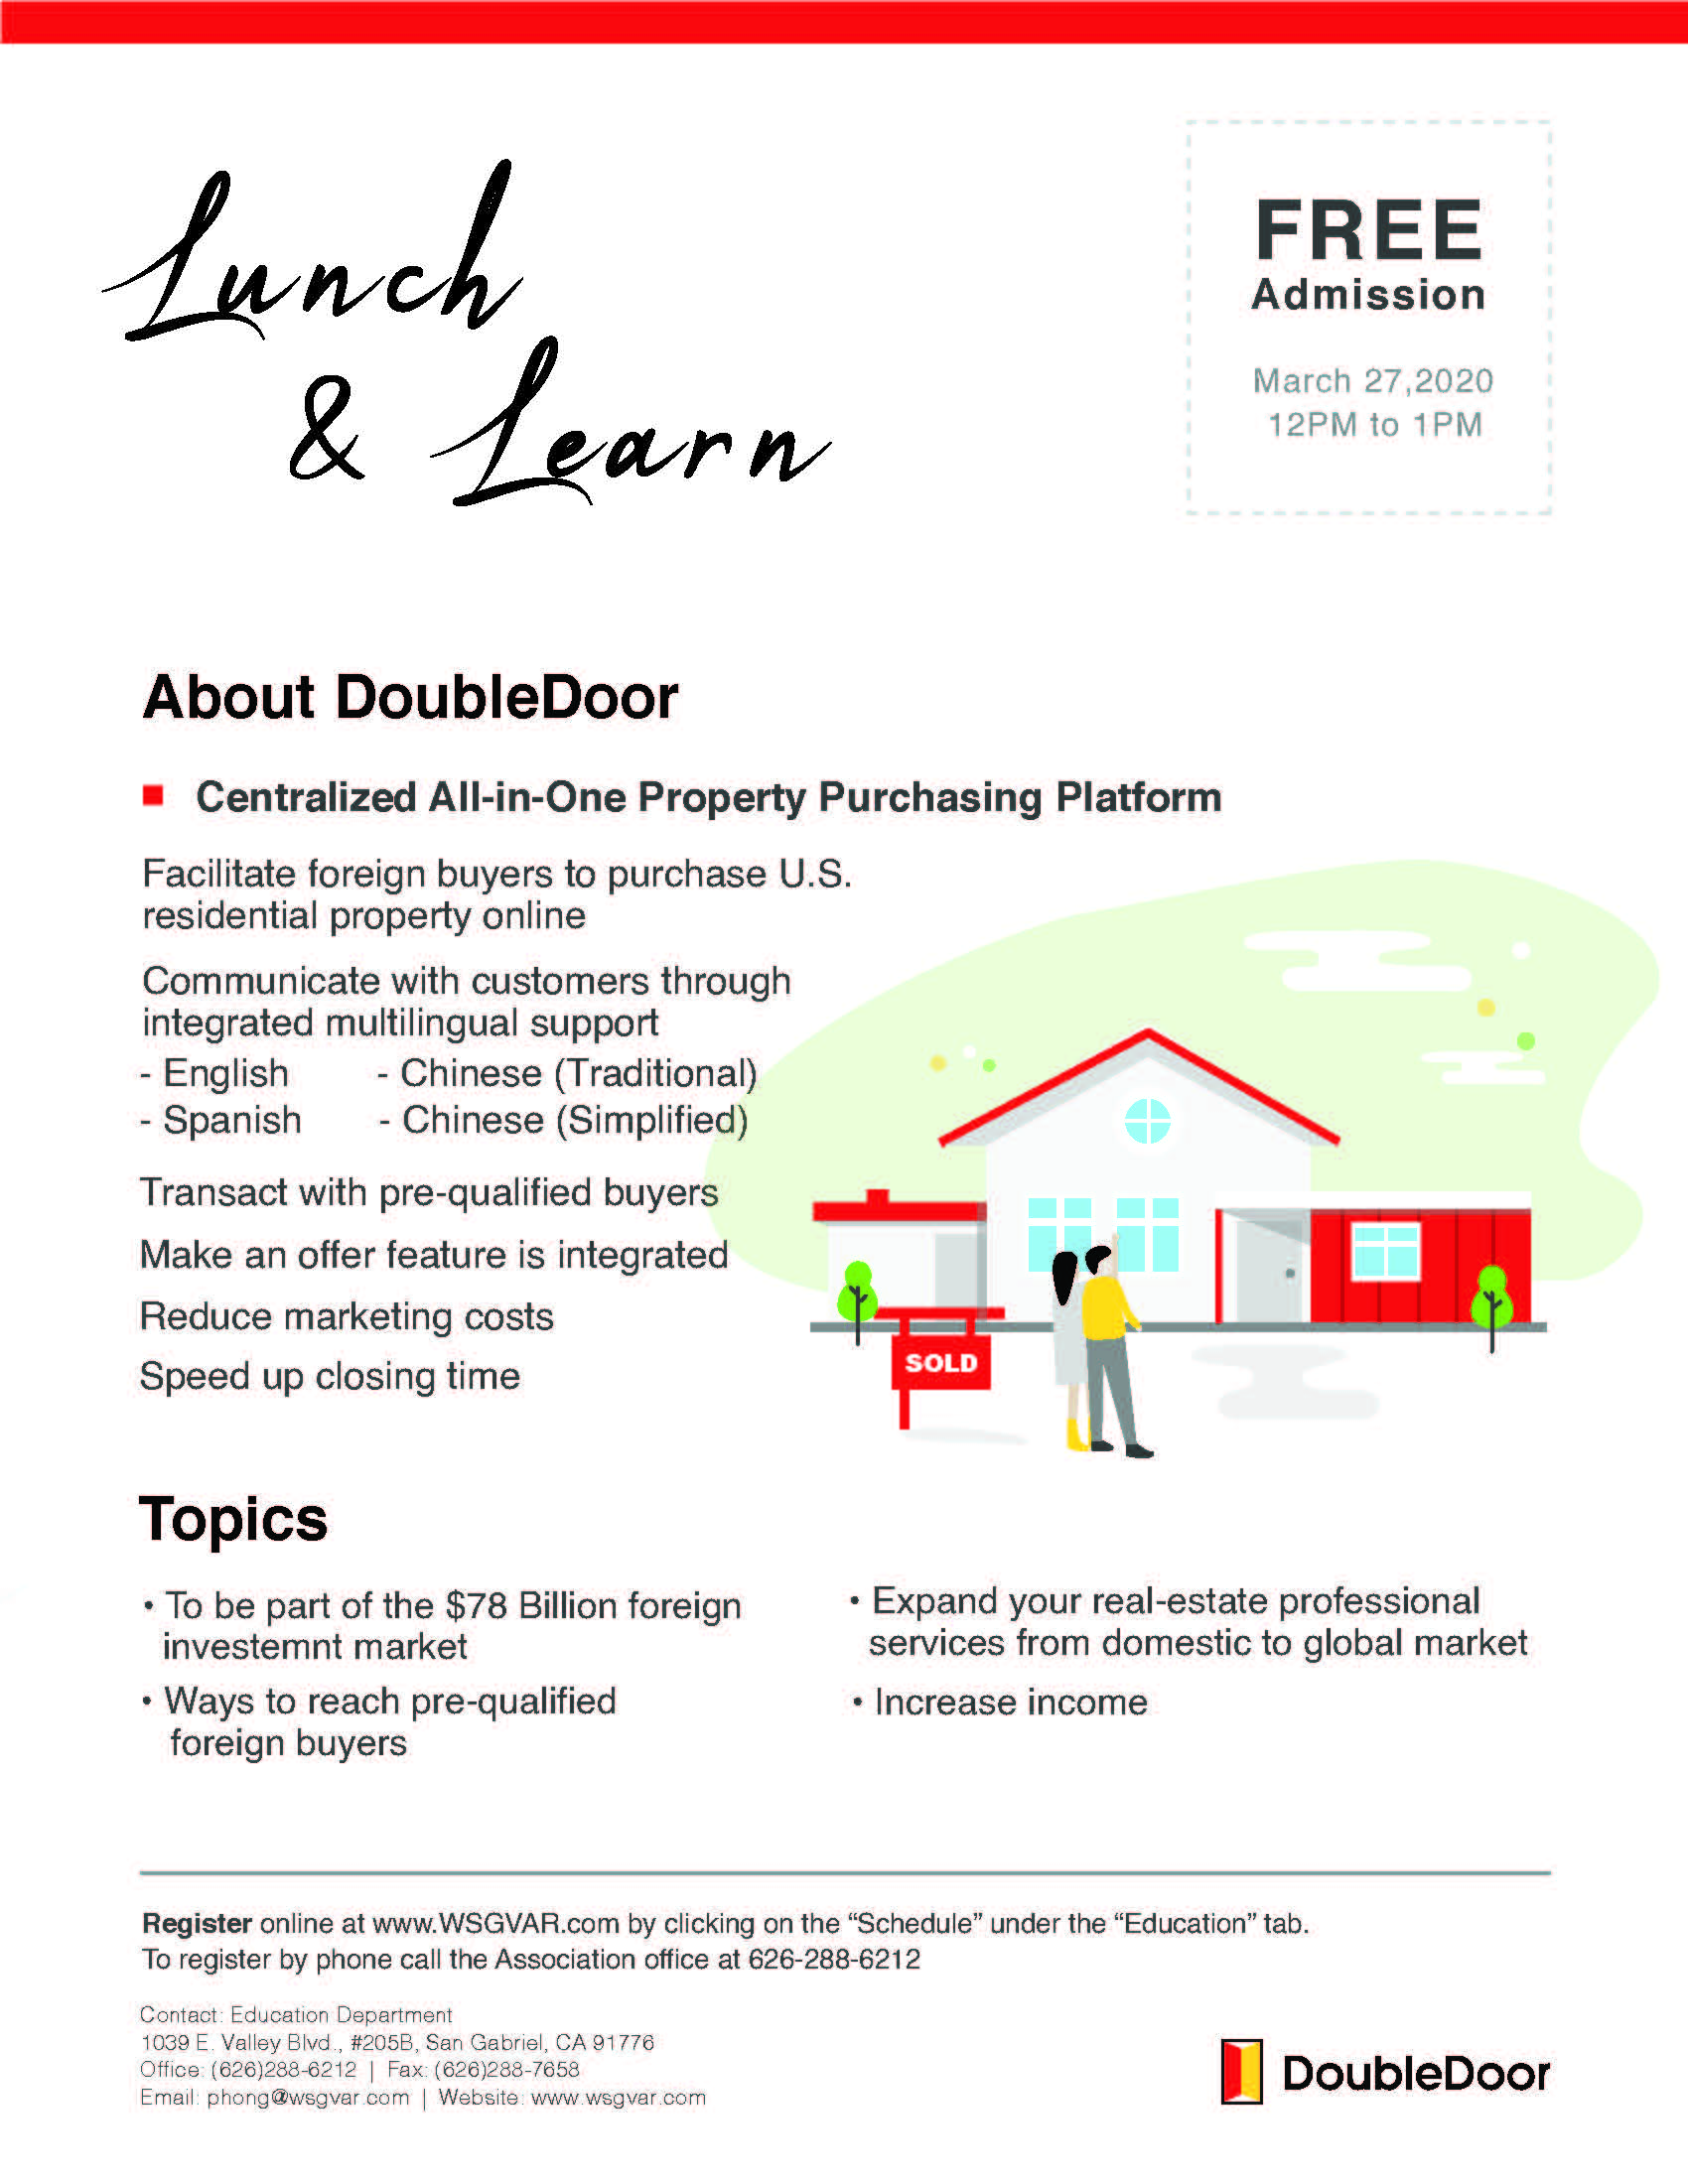 Lunch
& Learn
FREE
Admission
March 27,2020
12PM to 1PM
About DoubleDoor
Centralized All-in-One Property Purchasing Platform
Facilitate foreign buyers to purchase U.S.
residential property online
Communicate with customers through
integrated multilingual support
- English - Chinese (Traditional)
- Spanish - Chinese (Simplified)
Transact with pre-qualified buyers
Make an offer feature is integrated
Reduce marketing costs
Speed up closing time
SOLD
Topics
• To be part of the $78 Billion foreign
investemnt market
• Ways to reach pre-qualified
foreign buyers
• Expand your real-estate professional
services from domestic to global market
• Increase income
Register online at www.WSGVAR.com by clicking on the “Schedule” under the “Education” tab.
To register by phone call the Association office at 626-288-6212
Contact: Education Department
1039 E. Valley Blvd., #205B, San Gabriel, CA 91776
Office: (626)288-6212 | Fax: (626)288-7658
Email: phong@wsgvar.com | Website: www.wsgvar.com
DoubleDoor